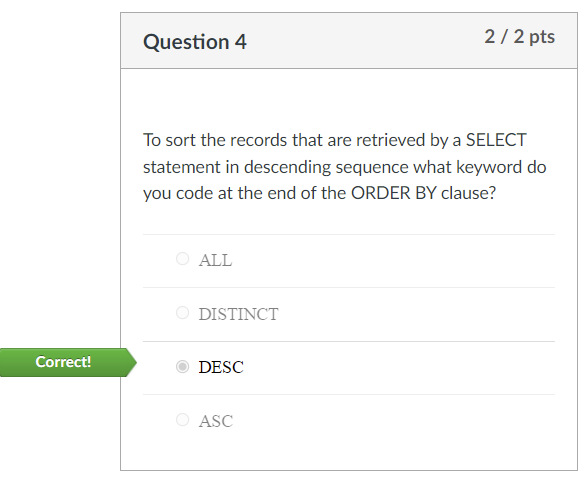 Question 4
2 / 2 pts
To sort the records that are retrieved by a SELECT
statement in descending sequence what keyword do
you code at the end of the ORDER BY clause?
ALL
DISTINCT
Correct!
DESC
ASC